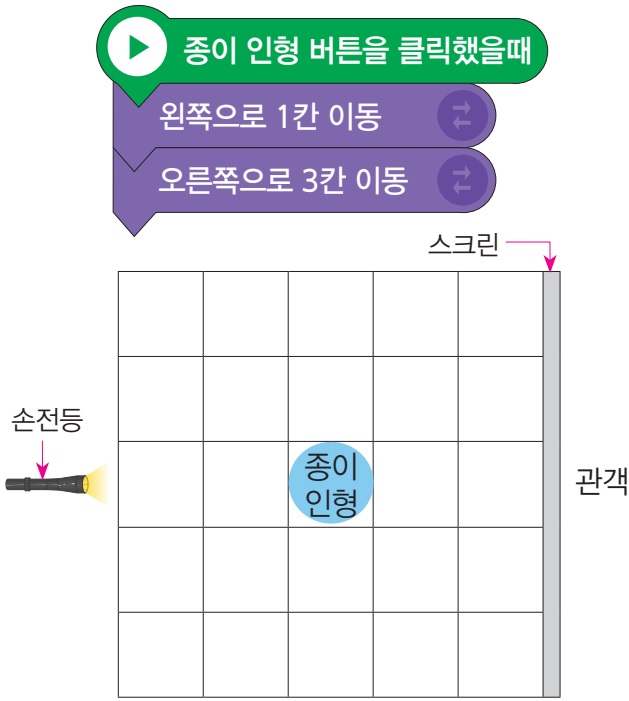 종이 인형 버튼을 클릭했을때
왼쪽으로 1칸 이동
오른쪽으로 3칸 이동
스크린
손전등
종이
인형
관객